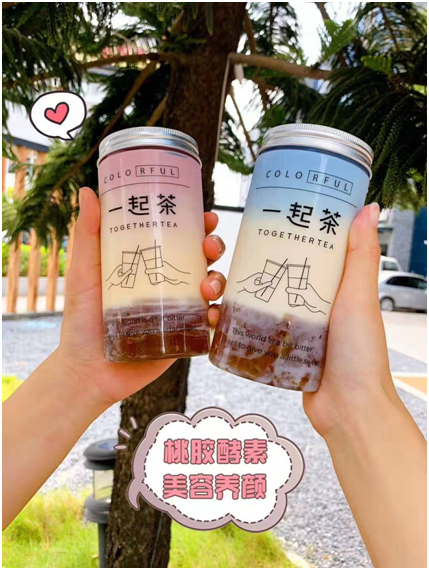 COLORFUL
一起茶
TOGETHERTEA
COLORFUL
一起茶
TOGETHERTEA
This world is a bit bitter
桃胶酵素
美容养颜